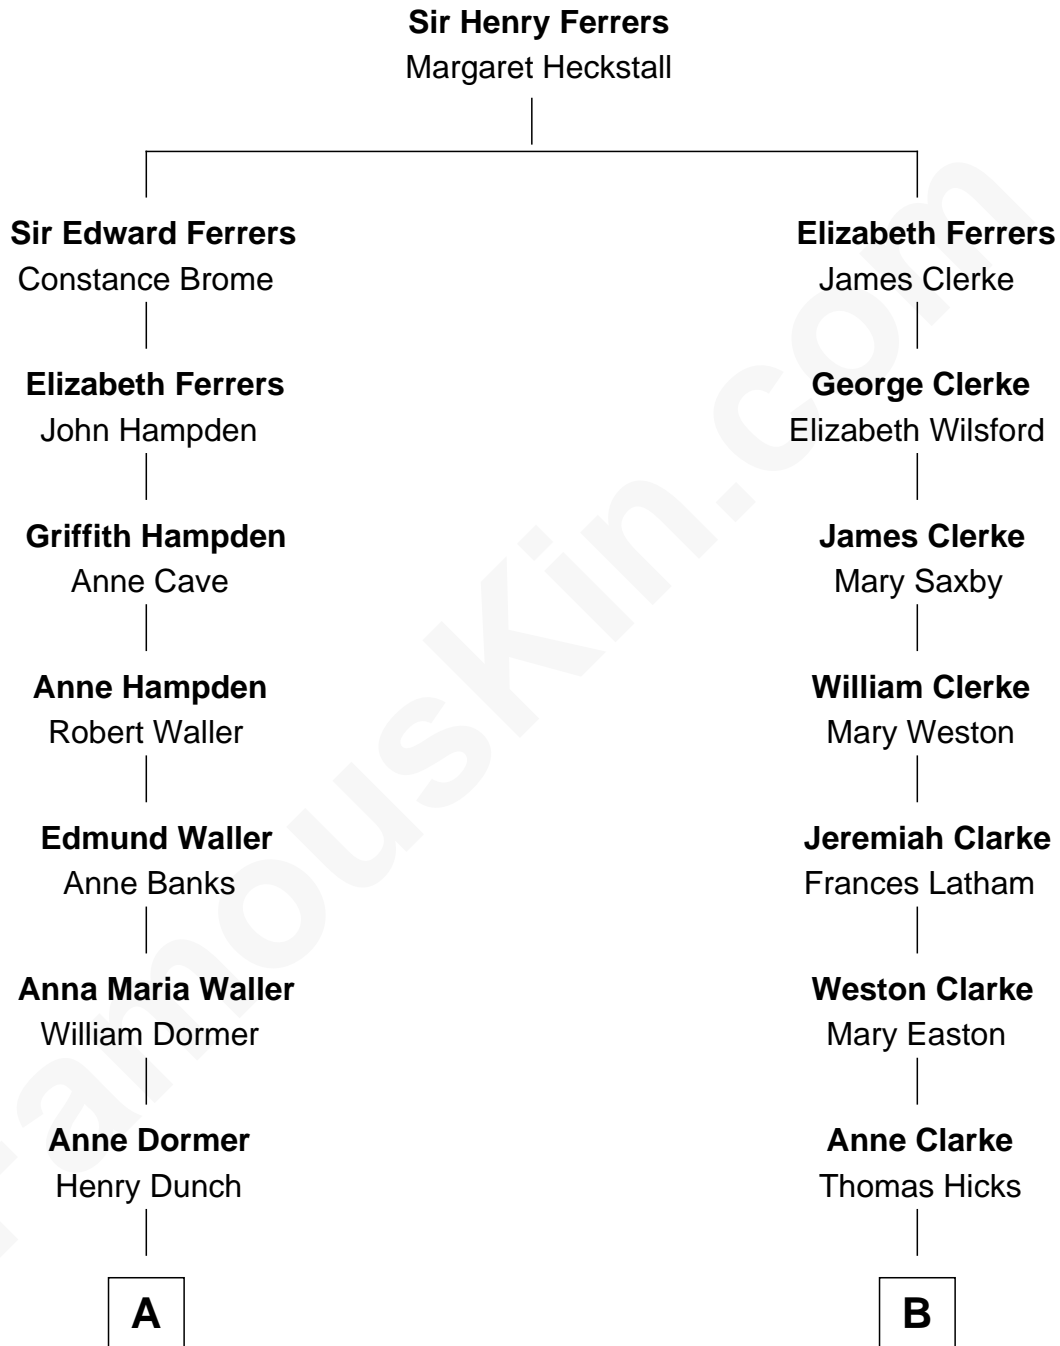 Sir Henry Ferrers
Margaret Heckstall
Sir Edward Ferrers
Constance Brome
Elizabeth Ferrers
John Hampden
Griffith Hampden
Anne Cave
Anne Hampden
Robert Waller
Edmund Waller
Anne Banks
Anna Maria Waller
William Dormer
Anne Dormer
Henry Dunch
A
Elizabeth Ferrers
James Clerke
George Clerke
Elizabeth Wilsford
James Clerke
Mary Saxby
William Clerke
Mary Weston
Jeremiah Clarke
Frances Latham
Weston Clarke
Mary Easton
Anne Clarke
Thomas Hicks
B
FamousKin.com